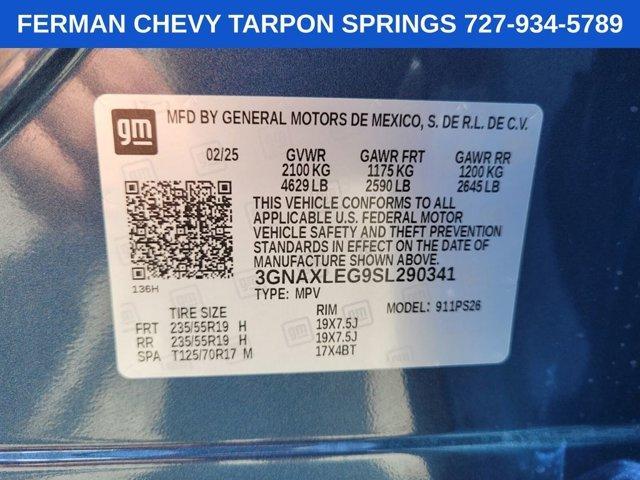 FERMAN CHEVY TARPON SPRINGS 727-934-5789
gm
MFD BY GENERAL MOTORS DE MEXICO, S. DE R.L. DE C.V.
02/25 GVWR GAWR FRT GAWR RR
2100 KG 1175 KG 1200 KG
4629 LB 2590 LB 2645 LB
THIS VEHICLE CONFORMS TO ALL
APPLICABLE U.S. FEDERAL MOTOR
VEHICLE SAFETY AND THEFT PREVENTION
STANDARDS IN EFFECT ON THE DATE OF
MANUFACTURE SHOWN ABOVE.
3GNAXLEG9SL290341
136H
TYPE: MPV MODEL: 911PS26
TIRE SIZE RIM
FRT 235/55R19 H 19X7.5J
RR 235/55R19 H 19X7.5J
SPA T125/70R17 M 17X4BT